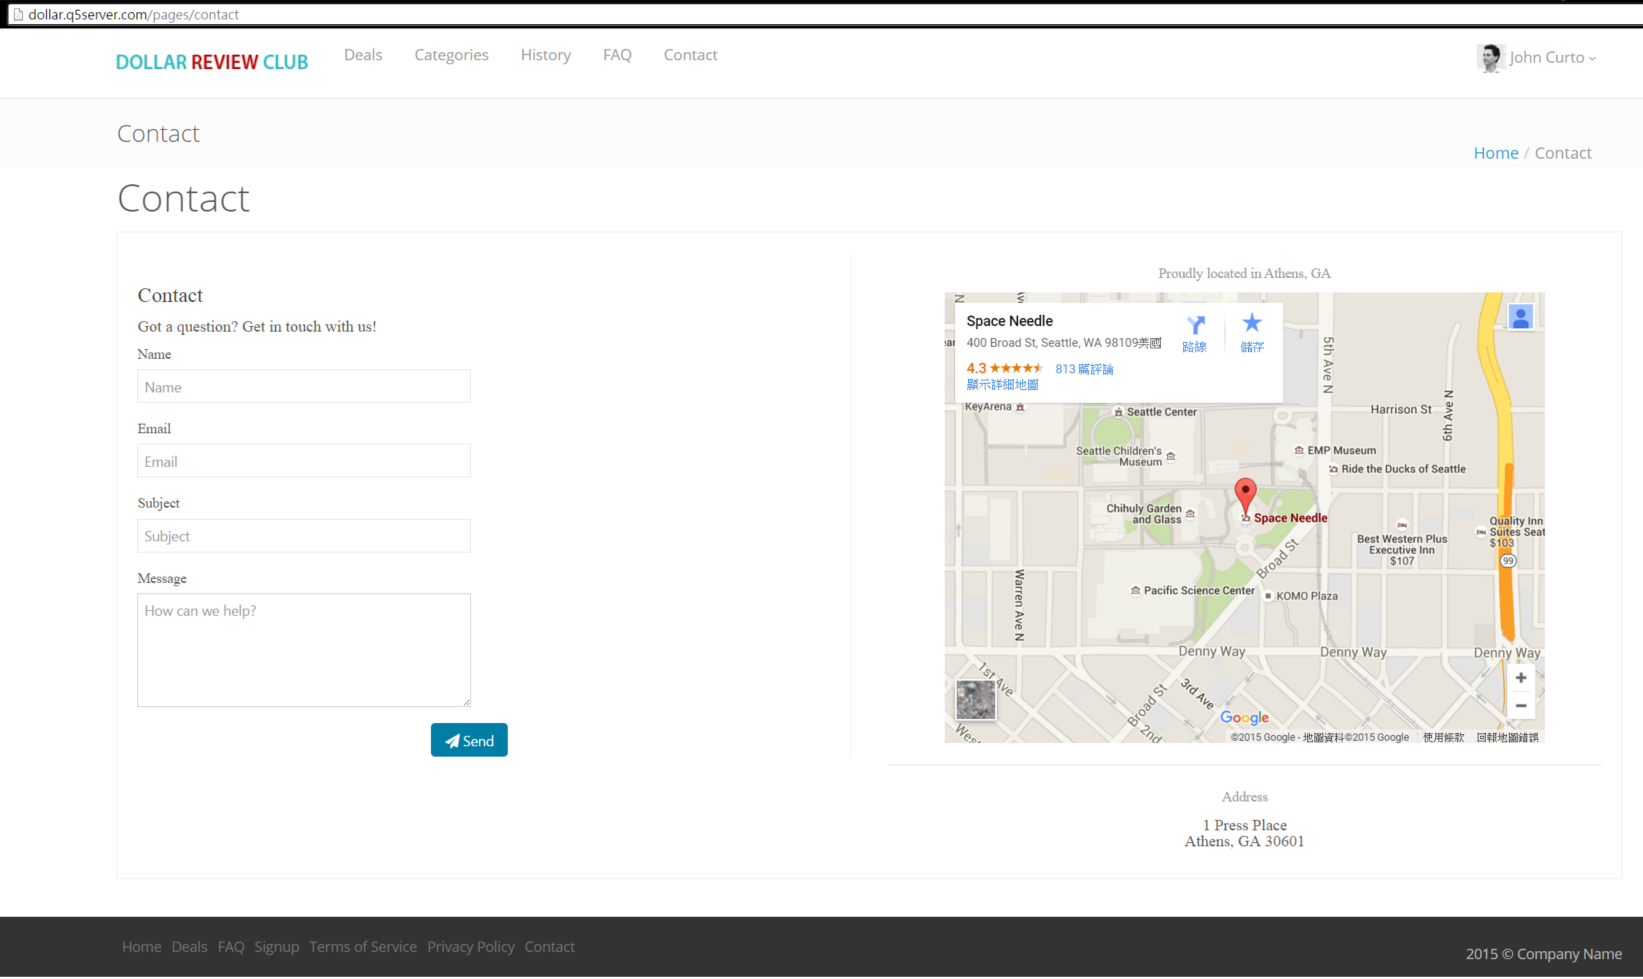 dollar.q5server.com/pages/contact
DOLLAR REVIEW CLUB
Deals
Categories
History
FAQ
Contact
John Curto
Contact
Home / Contact
Contact
Contact
Got a question? Get in touch with us!
Name
Name
Email
Email
Subject
Subject
Message
How can we help?
Send
Proudly located in Athens, GA
Space Needle
400 Broad St, Seattle, WA 98109美國
4.3
813 篇評論
顯示詳細地圖
路線
儲存
KeyArena
Seattle Center
5th Ave N
Harrison St
6th Ave N
Seattle Children's
Museum
EMP Museum
Ride the Ducks of Seattle
Chihuly Garden
and Glass
Space Needle
Quality Inn
Suites Seat
$103
Best Western Plus
Executive Inn
$107
99
Broad St
Warren Ave N
Pacific Science Center
KOMO Plaza
Denny Way
Denny Way
Denny Way
1st Ave
3rd Ave
Broad St
2nd
West
Google
©2015 Google - 地圖資料©2015 Google
使用條款
回報地圖錯誤
Address
1 Press Place
Athens, GA 30601
Home Deals FAQ Signup Terms of Service Privacy Policy Contact
2015 © Company Name